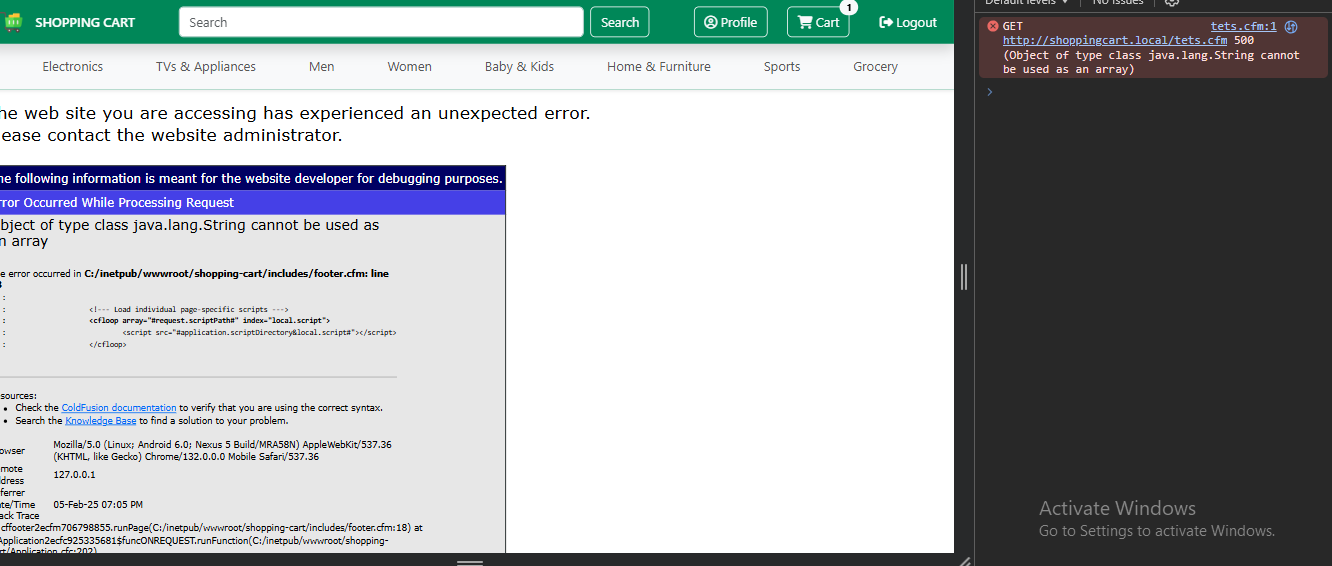 SHOPPING CART
Search
Search
Profile
Cart
1
Logout
Electronics
TVs & Appliances
Men
Women
Baby & Kids
Home & Furniture
Sports
Grocery
he web site you are accessing has experienced an unexpected error.
ease contact the website administrator.
he following information is meant for the website developer for debugging purposes.
rror Occurred While Processing Request
bject of type class java.lang.String cannot be used as
n array
e error occurred in C:/inetpub/wwwroot/shopping-cart/includes/footer.cfm: line
:
: <!--- Load individual page-specific scripts --->
: <cfloop array="#request.scriptPath#" index="local.script">
: <script src="#application.scriptDirectory&local.script#"></script>
: </cfloop>
sources:
• Check the ColdFusion documentation to verify that you are using the correct syntax.
• Search the Knowledge Base to find a solution to your problem.
owser
Mozilla/5.0 (Linux; Android 6.0; Nexus 5 Build/MRA58N) AppleWebKit/537.36
(KHTML, like Gecko) Chrome/132.0.0.0 Mobile Safari/537.36
mote
dress
127.0.0.1
ferrer
te/Time
05-Feb-25 07:05 PM
ack Trace
cffooter2ecfm706798855.runPage(C:/inetpub/wwwroot/shopping-cart/includes/footer.cfm:18) at
Application2ecfc925335681$funcONREQUEST.runFunction(C:/inetpub/wwwroot/shopping-
rt/Application.cfc:202)
Default levels
No Issues
GET
tets.cfm:1
http://shoppingcart.local/tets.cfm 500
(Object of type class java.lang.String cannot
be used as an array)
Activate Windows
Go to Settings to activate Windows.